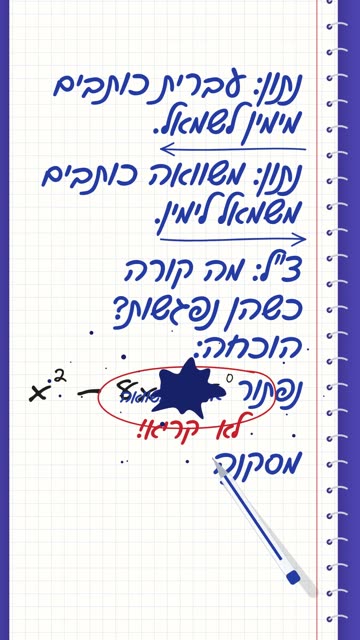 נתון: עברית כותבים
מימין לשמאל.
נתון: משוואה כותבים
משמאל לימין.
צ"ל: מה קורה
כשהן נפגשות?
הוכחה:
נפתור x² − 8x
לא קריא!
מסקנה